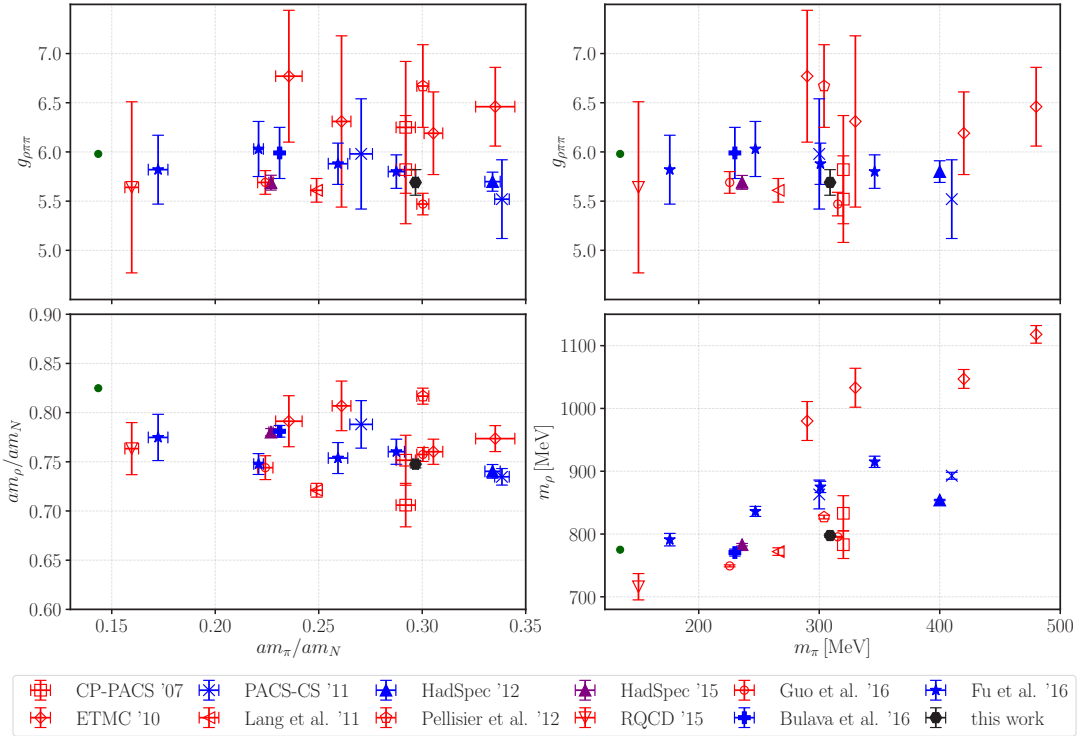 7.0
6.5
6.0
5.5
5.0
g_{ρππ}
7.0
6.5
6.0
5.5
5.0
g_{ρππ}
0.90
0.85
0.80
0.75
0.70
0.65
0.60
am_ρ/am_N
0.15 0.20 0.25 0.30 0.35
am_π/am_N
1100
1000
900
800
700
m_ρ [MeV]
200 300 400 500
m_π [MeV]
CP-PACS '07 PACS-CS '11 HadSpec '12 HadSpec '15 Guo et al. '16 Fu et al. '16
ETMC '10 Lang et al. '11 Pellisier et al. '12 RQCD '15 Bulava et al. '16 this work